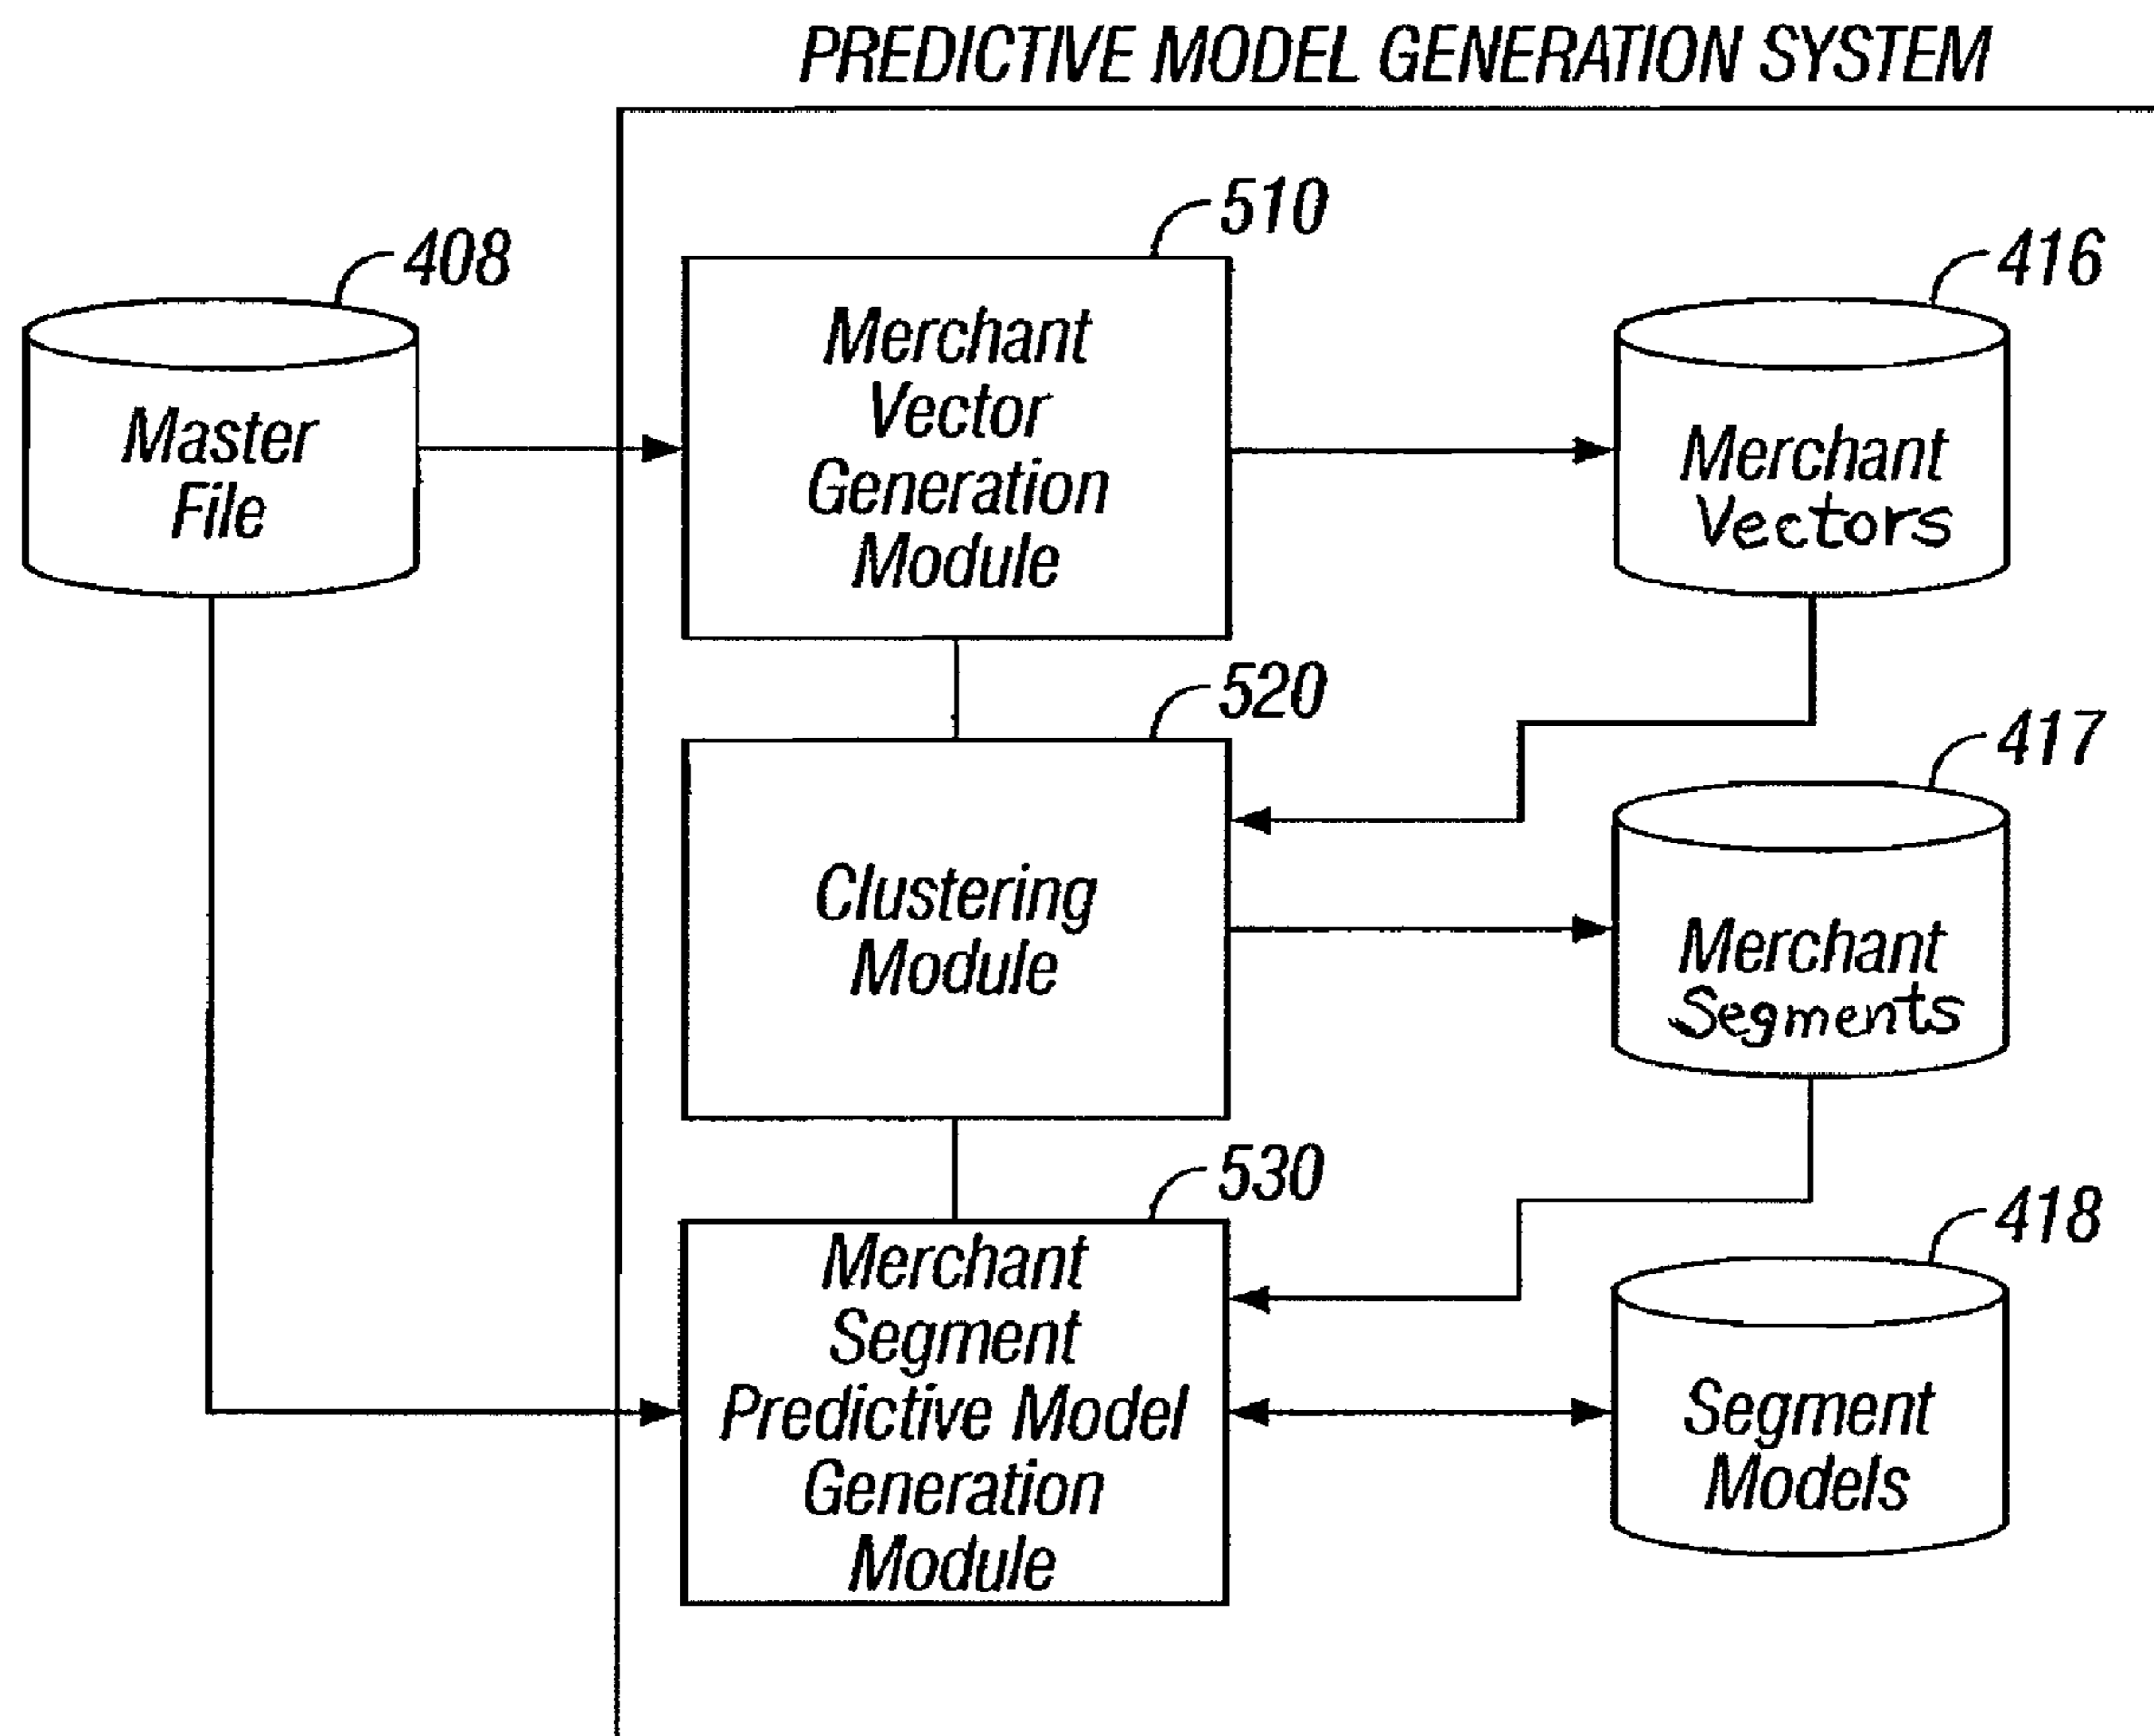 PREDICTIVE MODEL GENERATION SYSTEM
510
408
416
Merchant
Vector
Generation
Module
Master
File
Merchant
Vectors
520
417
Clustering
Module
Merchant
Segments
530
418
Merchant
Segment
Predictive Model
Generation
Module
Segment
Models